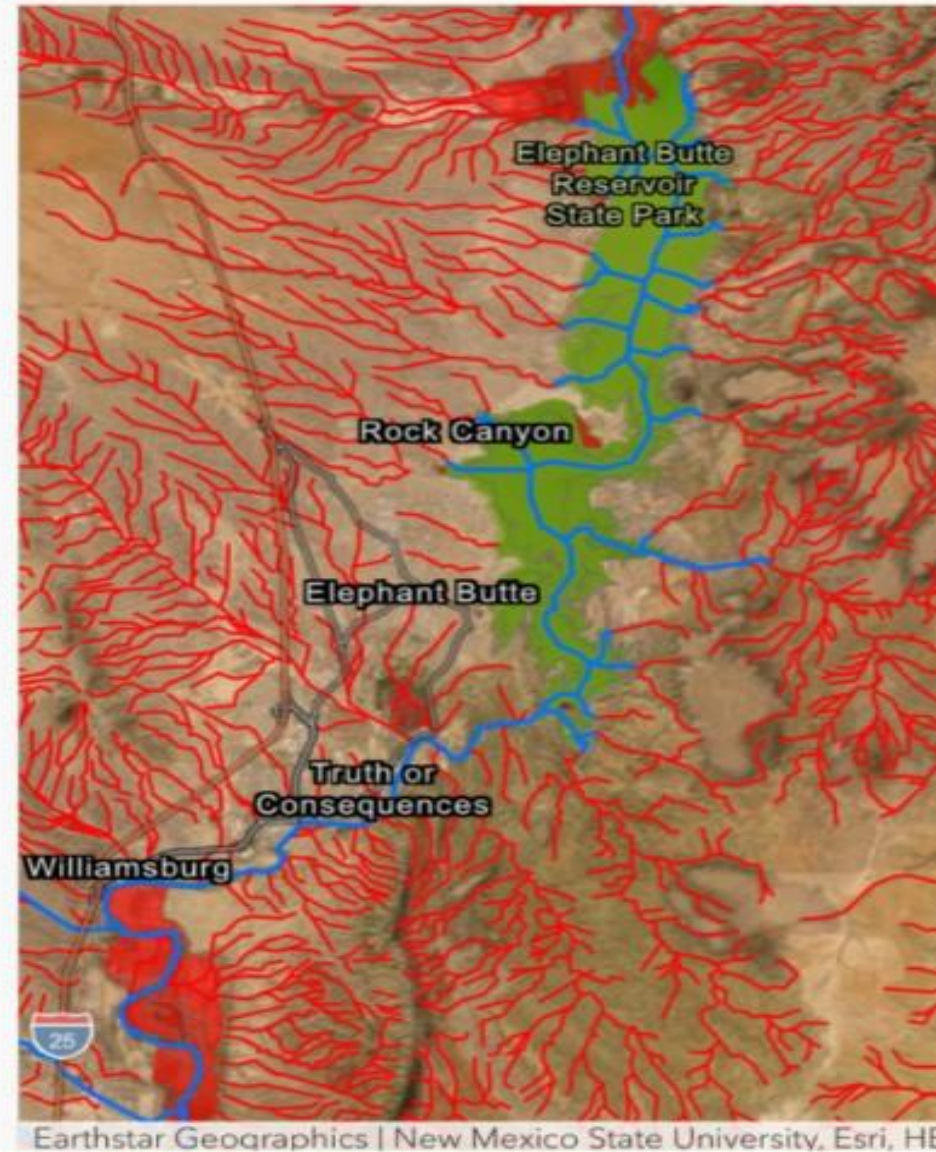 Elephant Butte
Reservoir
State Park
Rock Canyon
Elephant Butte
Truth or
Consequences
Williamsburg
25
Earthstar Geographics | New Mexico State University, Esri, HE